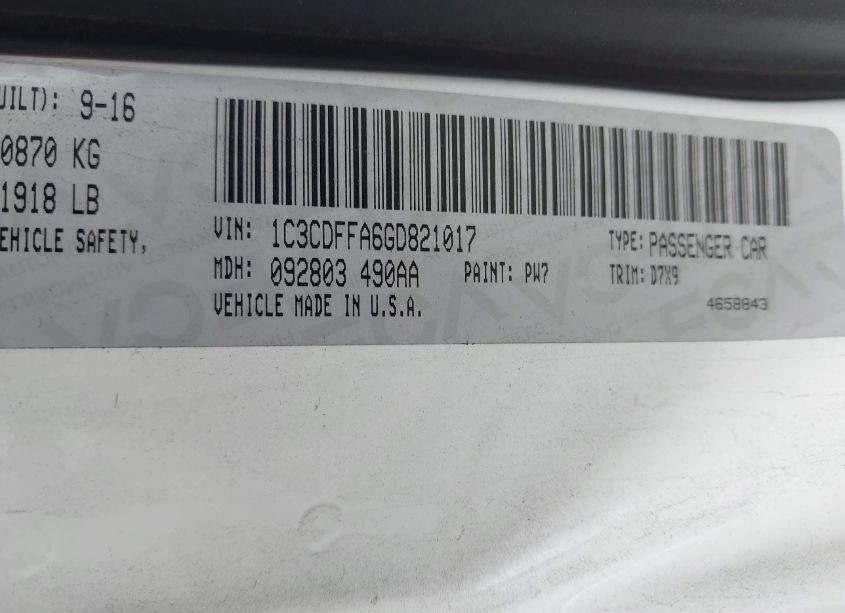 UILT): 9-16
0870 KG
1918 LB
EHICLE SAFETY,
VIN: 1C3CDFFA6GD821017
TYPE: PASSENGER CAR
MDH: 092803 490AA
PAINT: PW7
TRIM: D7X9
VEHICLE MADE IN U.S.A.
4658843